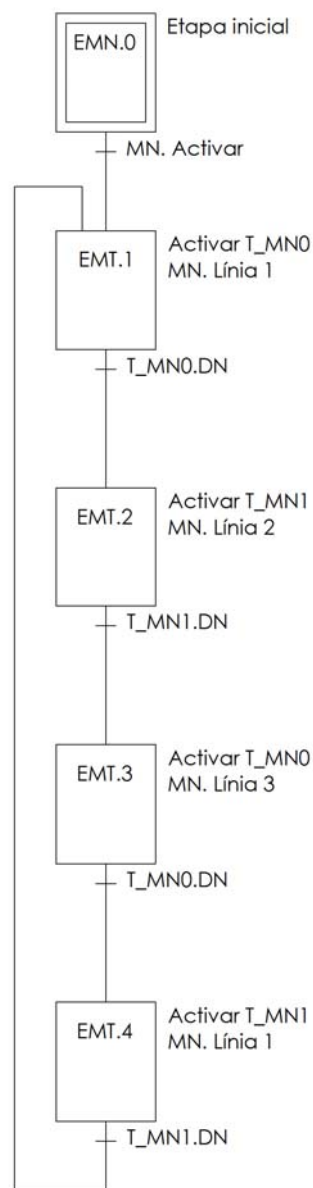 EMN.0
Etapa inicial
MN. Activar
EMT.1
Activar T_MN0
MN. Línia 1
T_MN0.DN
EMT.2
Activar T_MN1
MN. Línia 2
T_MN1.DN
EMT.3
Activar T_MN0
MN. Línia 3
T_MN0.DN
EMT.4
Activar T_MN1
MN. Línia 1
T_MN1.DN